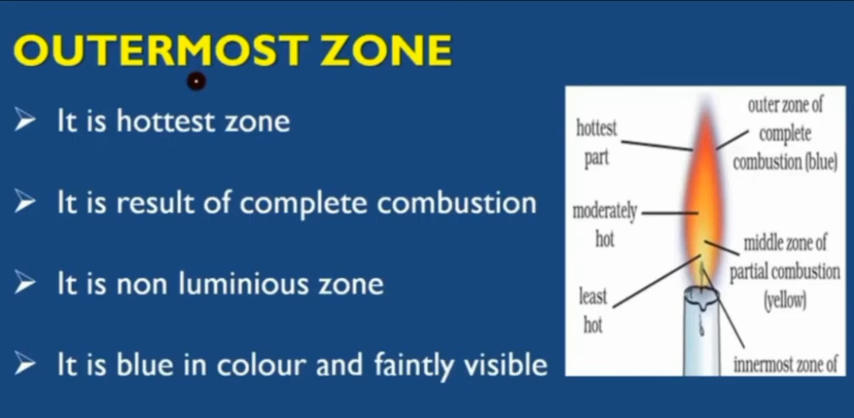 OUTERMOST ZONE
It is hottest zone
It is result of complete combustion
It is non luminious zone
It is blue in colour and faintly visible
hottest
part
moderately
hot
least
hot
outer zone of
complete
combustion (blue)
middle zone of
partial combustion
(yellow)
innermost zone of